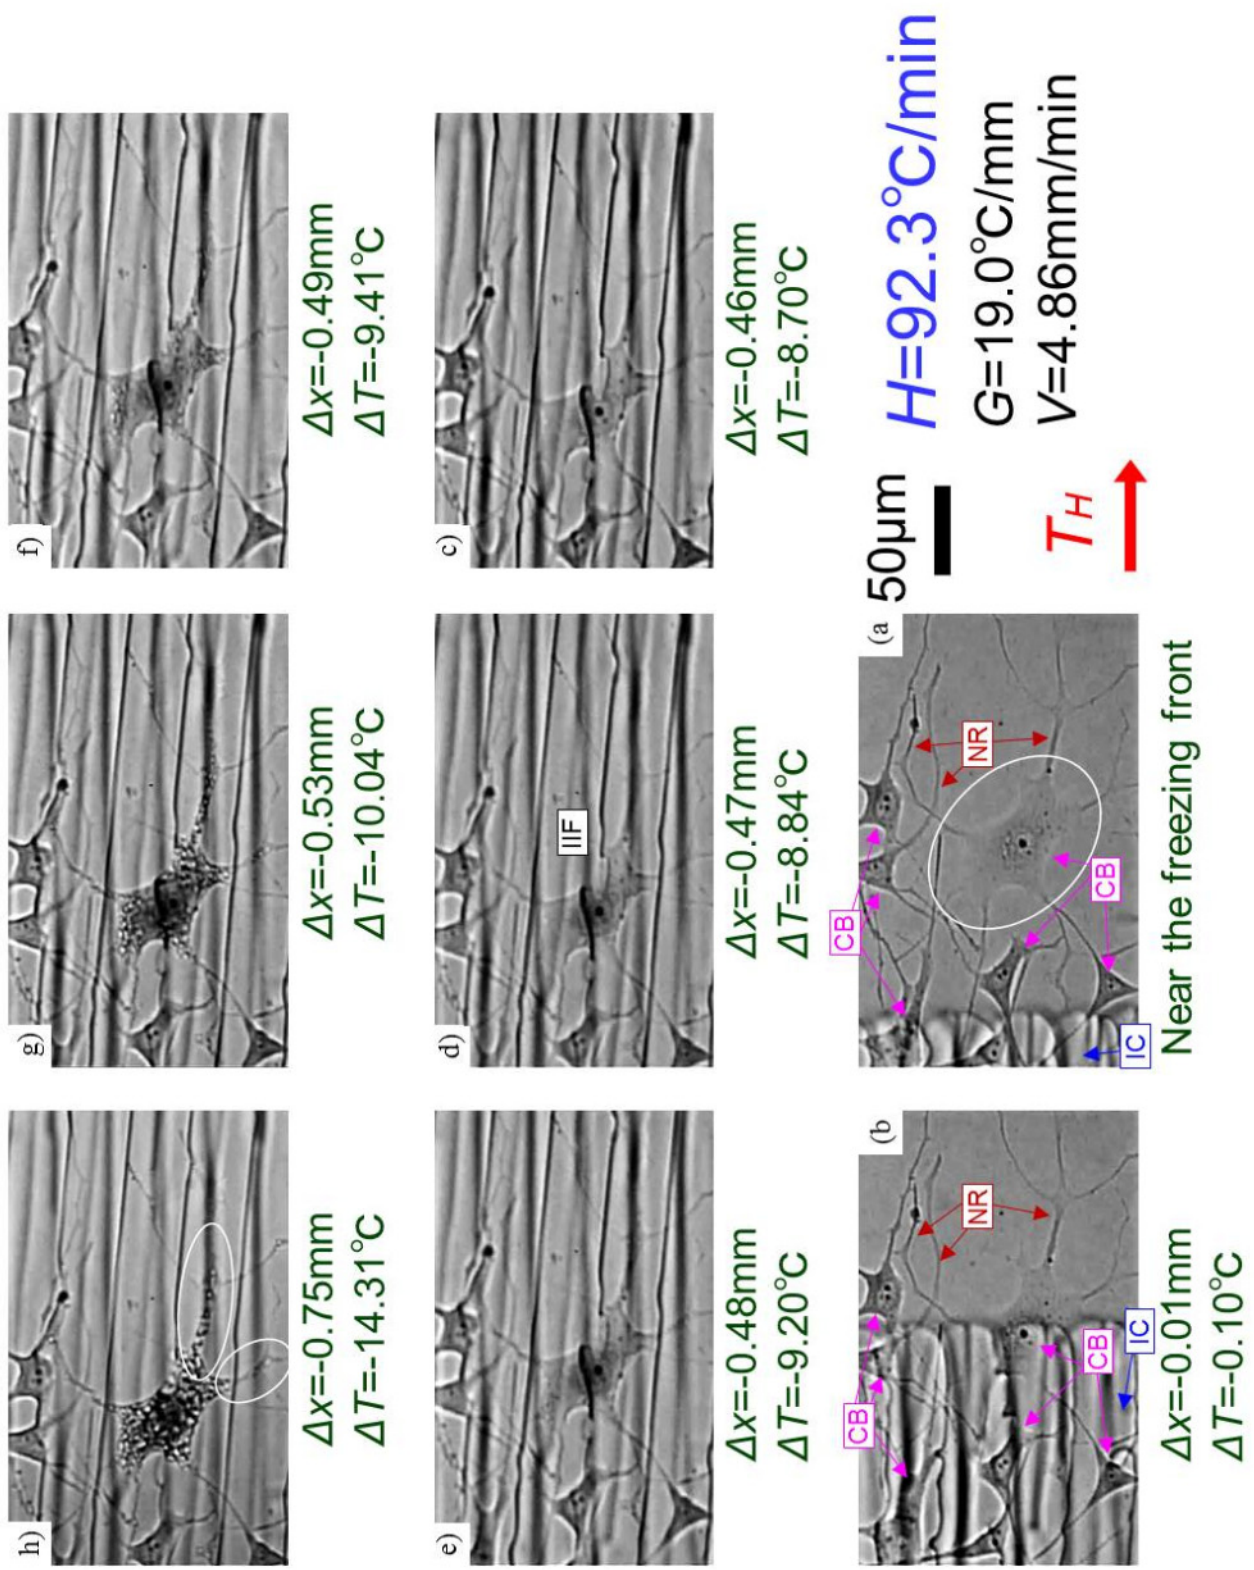 h)
Δx=-0.75mm
ΔT=-14.31°C
g)
Δx=-0.53mm
ΔT=-10.04°C
f)
Δx=-0.49mm
ΔT=-9.41°C
e)
Δx=-0.48mm
ΔT=-9.20°C
d)
IIF
Δx=-0.47mm
ΔT=-8.84°C
c)
Δx=-0.46mm
ΔT=-8.70°C
(b
CB
NR
CB
IC
Δx=-0.01mm
ΔT=-0.10°C
(a
CB
NR
CB
IC
Near the freezing front
50μm
TH
H=92.3°C/min
G=19.0°C/mm
V=4.86mm/min